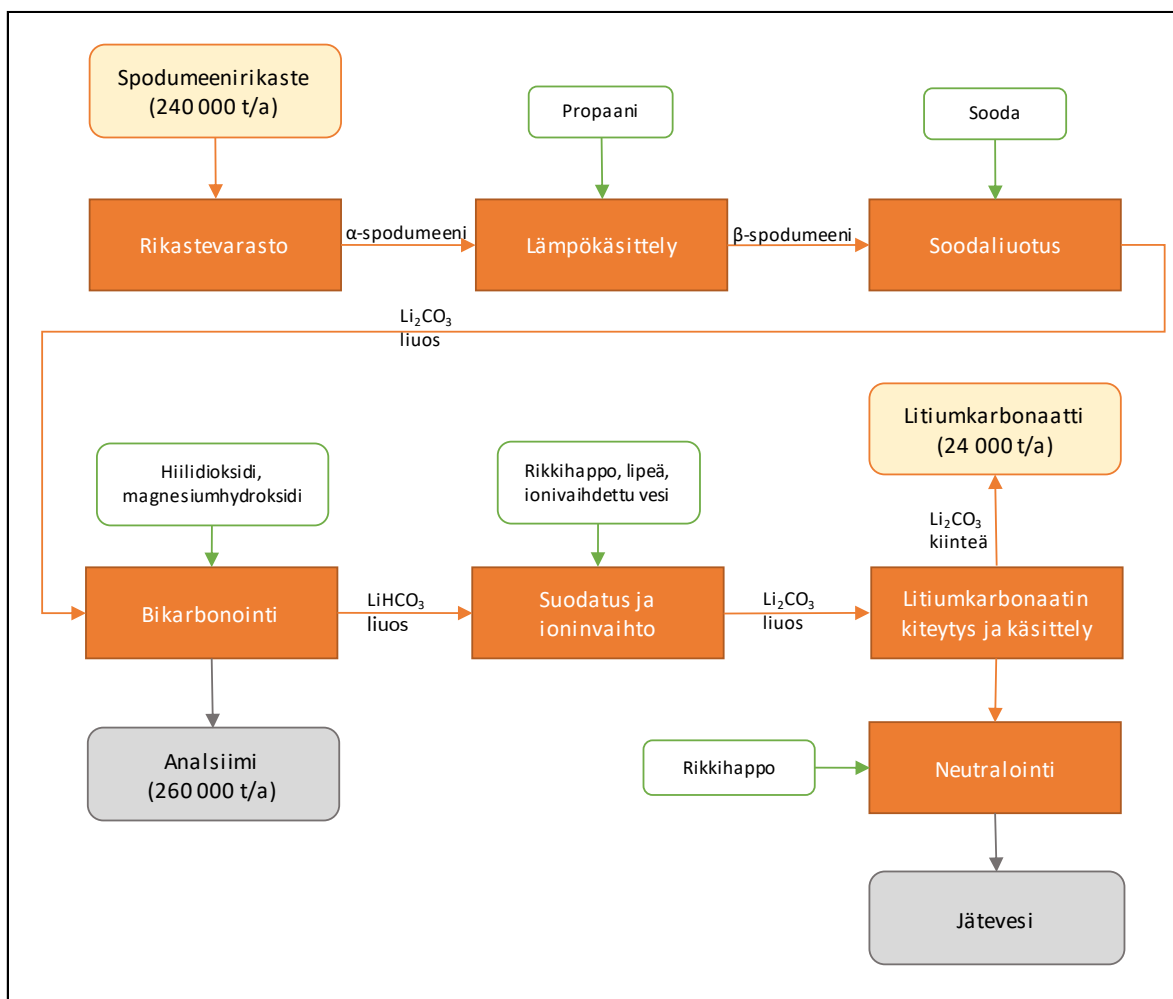 Spodumeenirikaste
(240 000 t/a)
Propaani
Sooda
Rikastevarasto
α-spodumeeni
Lämpökäsittely
β-spodumeeni
Soodaliuotus
Li₂CO₃
liuos
Litiumkarbonaatti
(24 000 t/a)
Hiilidioksidi,
magnesiumhydroksidi
Rikkihappo, lipeä,
ionivaihdettu vesi
Li₂CO₃
kiinteä
Bikarbonointi
LiHCO₃
liuos
Suodatus ja
ioninvaihto
Li₂CO₃
liuos
Litiumkarbonaatin
kiteytys ja käsittely
Analsiimi
(260 000 t/a)
Rikkihappo
Neutralointi
Jätevesi